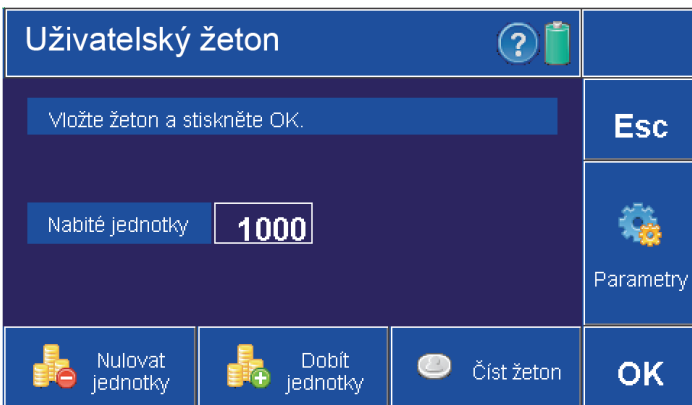 Uživatelský žeton
?
Vložte žeton a stiskněte OK.
Esc
Nabité jednotky 1000
Parametry
Nulovat
jednotky
Dobít
jednotky
Číst žeton
OK